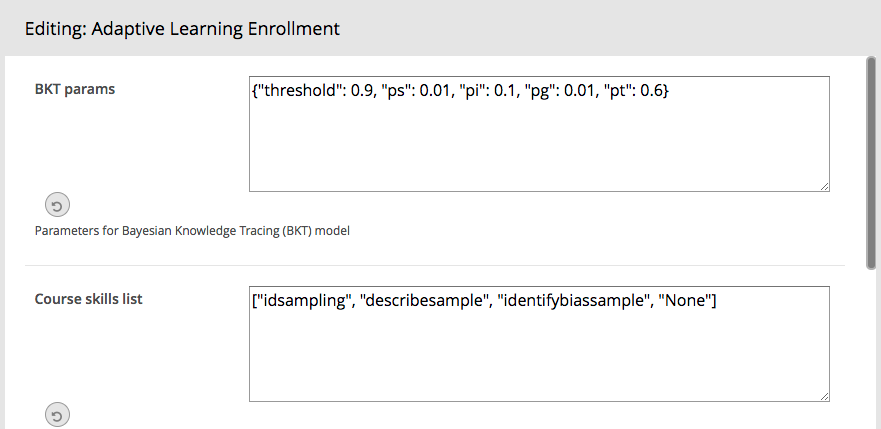 Editing: Adaptive Learning Enrollment
BKT params
{"threshold": 0.9, "ps": 0.01, "pi": 0.1, "pg": 0.01, "pt": 0.6}
Parameters for Bayesian Knowledge Tracing (BKT) model
Course skills list
["idsampling", "describesample", "identifybiassample", "None"]